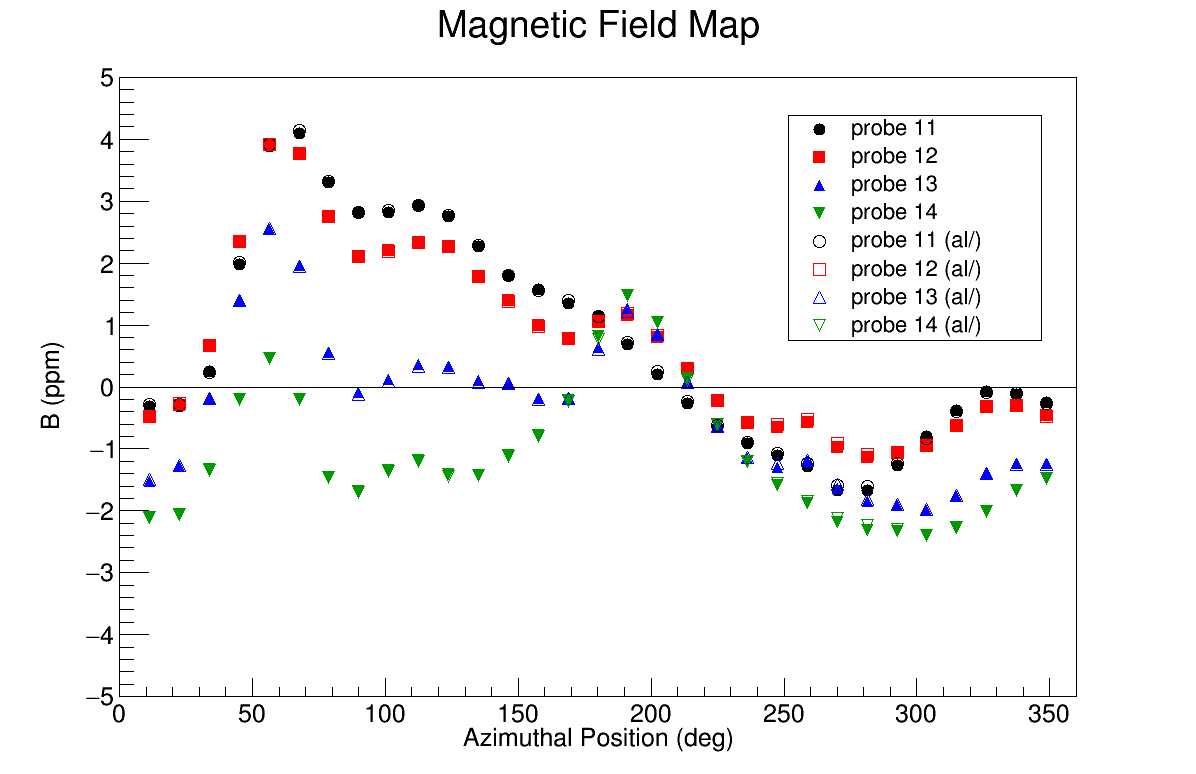 Magnetic Field Map
5
4
3
2
1
0
−1
−2
−3
−4
−5
B (ppm)
probe 11
probe 12
probe 13
probe 14
probe 11 (al/)
probe 12 (al/)
probe 13 (al/)
probe 14 (al/)
0 50 100 150 200 250 300 350
Azimuthal Position (deg)